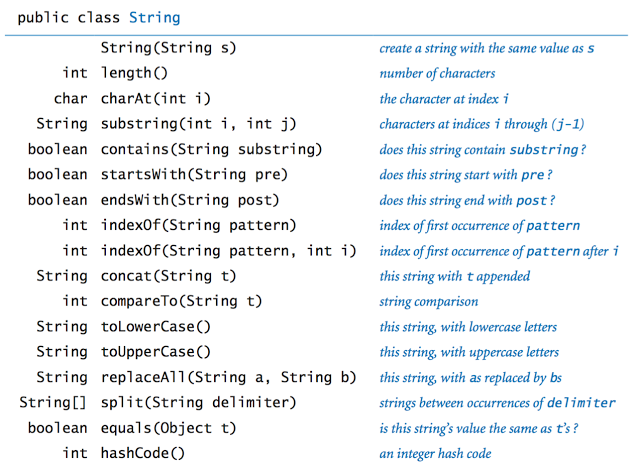 public class String
String(String s) create a string with the same value as s
int length() number of characters
char charAt(int i) the character at index i
String substring(int i, int j) characters at indices i through (j-1)
boolean contains(String substring) does this string contain substring?
boolean startsWith(String pre) does this string start with pre?
boolean endsWith(String post) does this string end with post?
int indexOf(String pattern) index of first occurrence of pattern
int indexOf(String pattern, int i) index of first occurrence of pattern after i
String concat(String t) this string with t appended
int compareTo(String t) string comparison
String toLowerCase() this string, with lowercase letters
String toUpperCase() this string, with uppercase letters
String replaceAll(String a, String b) this string, with as replaced by bs
String[] split(String delimiter) strings between occurrences of delimiter
boolean equals(Object t) is this string's value the same as t's?
int hashCode() an integer hash code